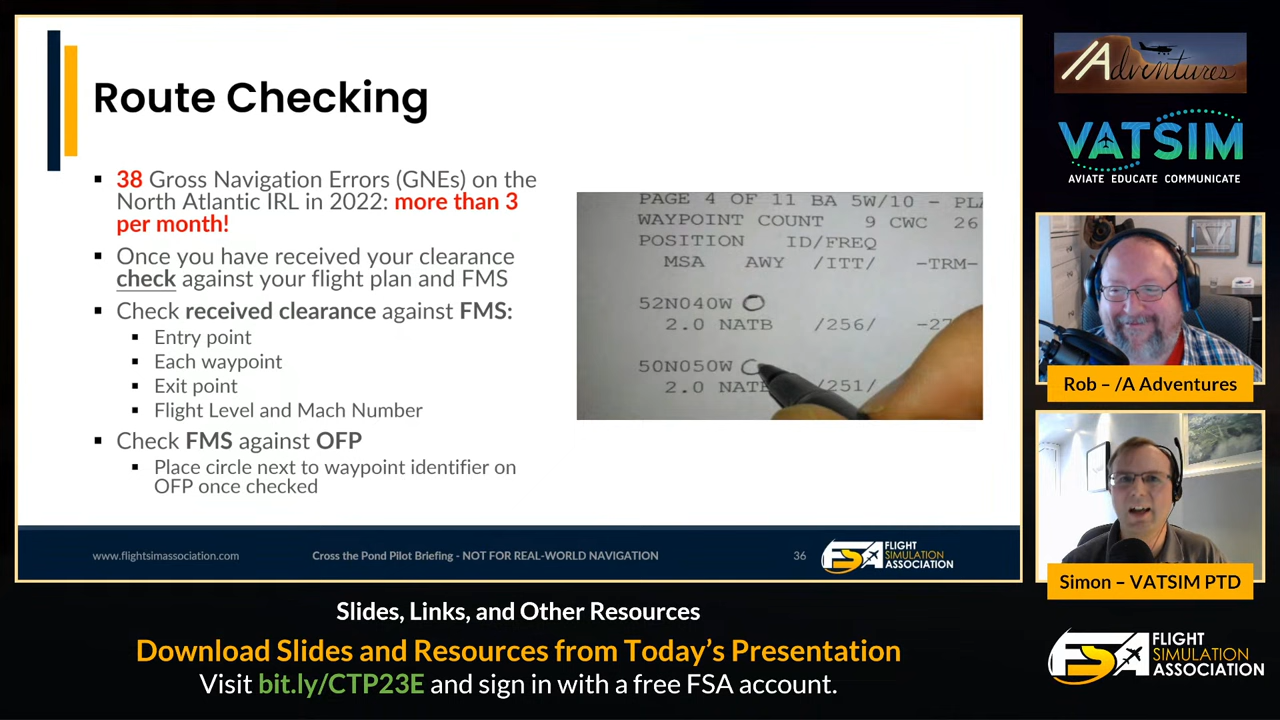 Route Checking
38 Gross Navigation Errors (GNEs) on the
North Atlantic IRL in 2022: more than 3
per month!
Once you have received your clearance
check against your flight plan and FMS
Check received clearance against FMS:
Entry point
Each waypoint
Exit point
Flight Level and Mach Number
Check FMS against OFP
Place circle next to waypoint identifier on
OFP once checked
PAGE 4 OF 11 BA 5W/10 -
WAYPOINT COUNT 9 CWC 26
POSITION ID/FREQ
MSA AWY /ITT/ -TRM-
52N040W
2.0 NATB /256/
50N050W
2.0 /251/
www.flightsimassociation.com
Cross the Pond Pilot Briefing - NOT FOR REAL-WORLD NAVIGATION
36
FSA FLIGHT
SIMULATION
ASSOCIATION
/Adventures
VATSIM
AVIATE EDUCATE COMMUNICATE
Rob – /A Adventures
Simon – VATSIM PTD
Slides, Links, and Other Resources
Download Slides and Resources from Today’s Presentation
Visit bit.ly/CTP23E and sign in with a free FSA account.
FSA FLIGHT
SIMULATION
ASSOCIATION